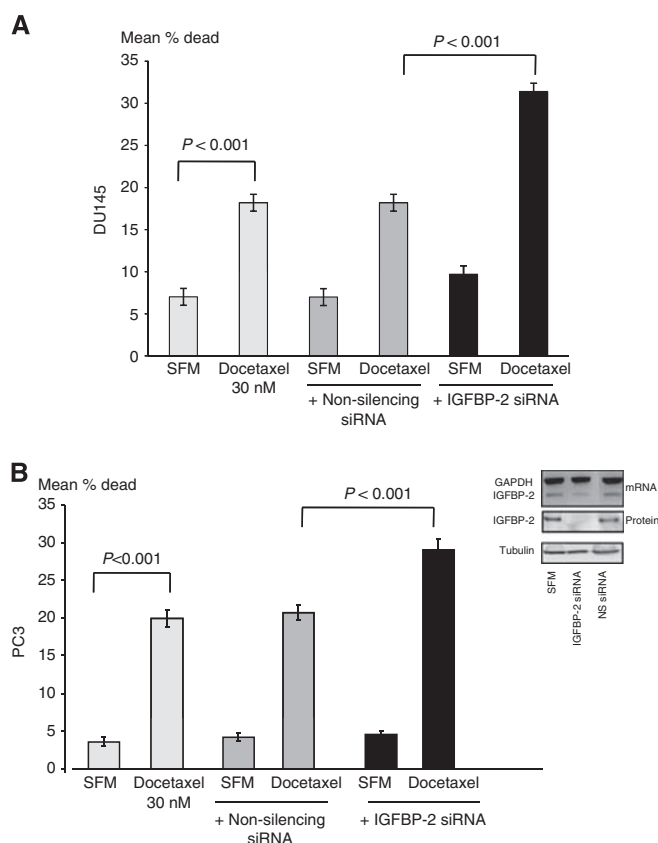 A
Mean % dead
P < 0.001
P < 0.001
35
30
25
20
15
10
5
0
DU145
SFM Docetaxel SFM Docetaxel SFM Docetaxel
30 nM
+ Non-silencing + IGFBP-2 siRNA
siRNA
B
Mean % dead
P < 0.001
P<0.001
35
30
25
20
15
10
5
0
PC3
SFM Docetaxel SFM Docetaxel SFM Docetaxel
30 nM
+ Non-silencing + IGFBP-2 siRNA
siRNA
GAPDH
IGFBP-2
mRNA
IGFBP-2 Protein
Tubulin
SFM
IGFBP-2 siRNA
NS siRNA